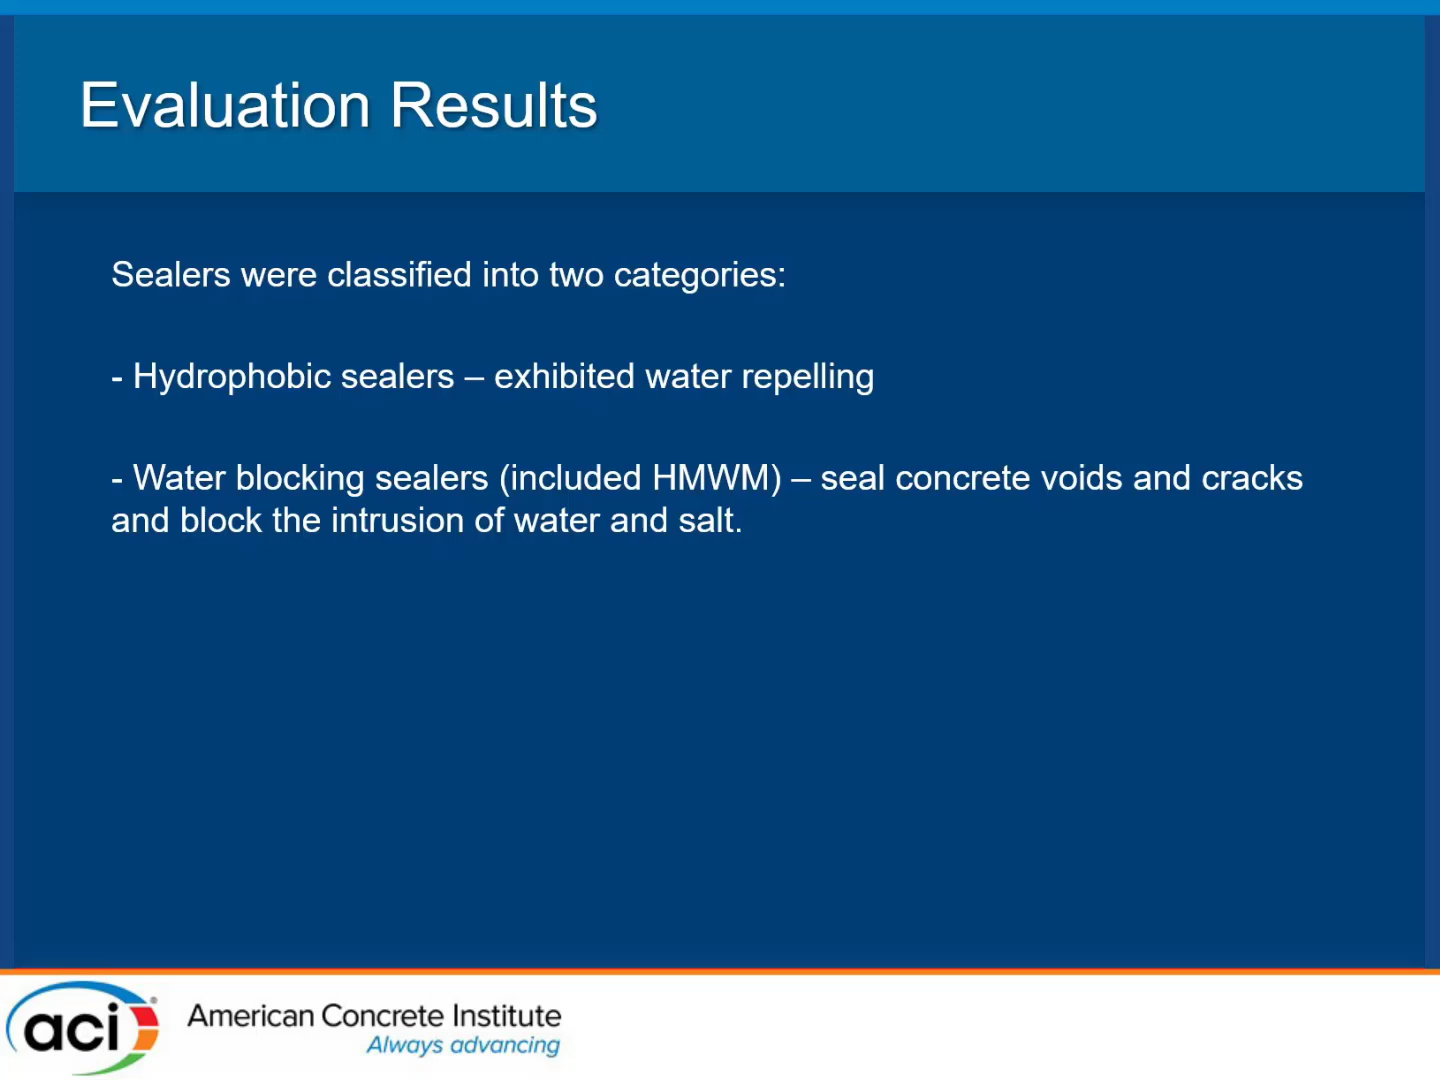 Evaluation Results
Sealers were classified into two categories:
- Hydrophobic sealers – exhibited water repelling
- Water blocking sealers (included HMWM) – seal concrete voids and cracks
and block the intrusion of water and salt.
aci®
American Concrete Institute
Always advancing